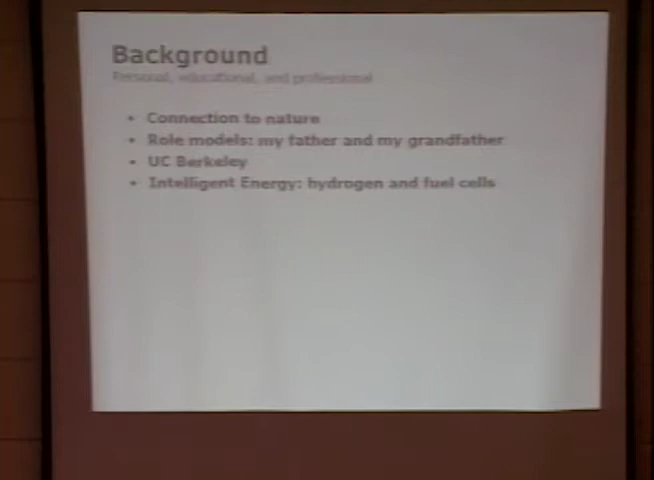 Background
Personal, educational, and professional
• Connection to nature
• Role models: my father and my grandfather
• UC Berkeley
• Intelligent Energy: hydrogen and fuel cells